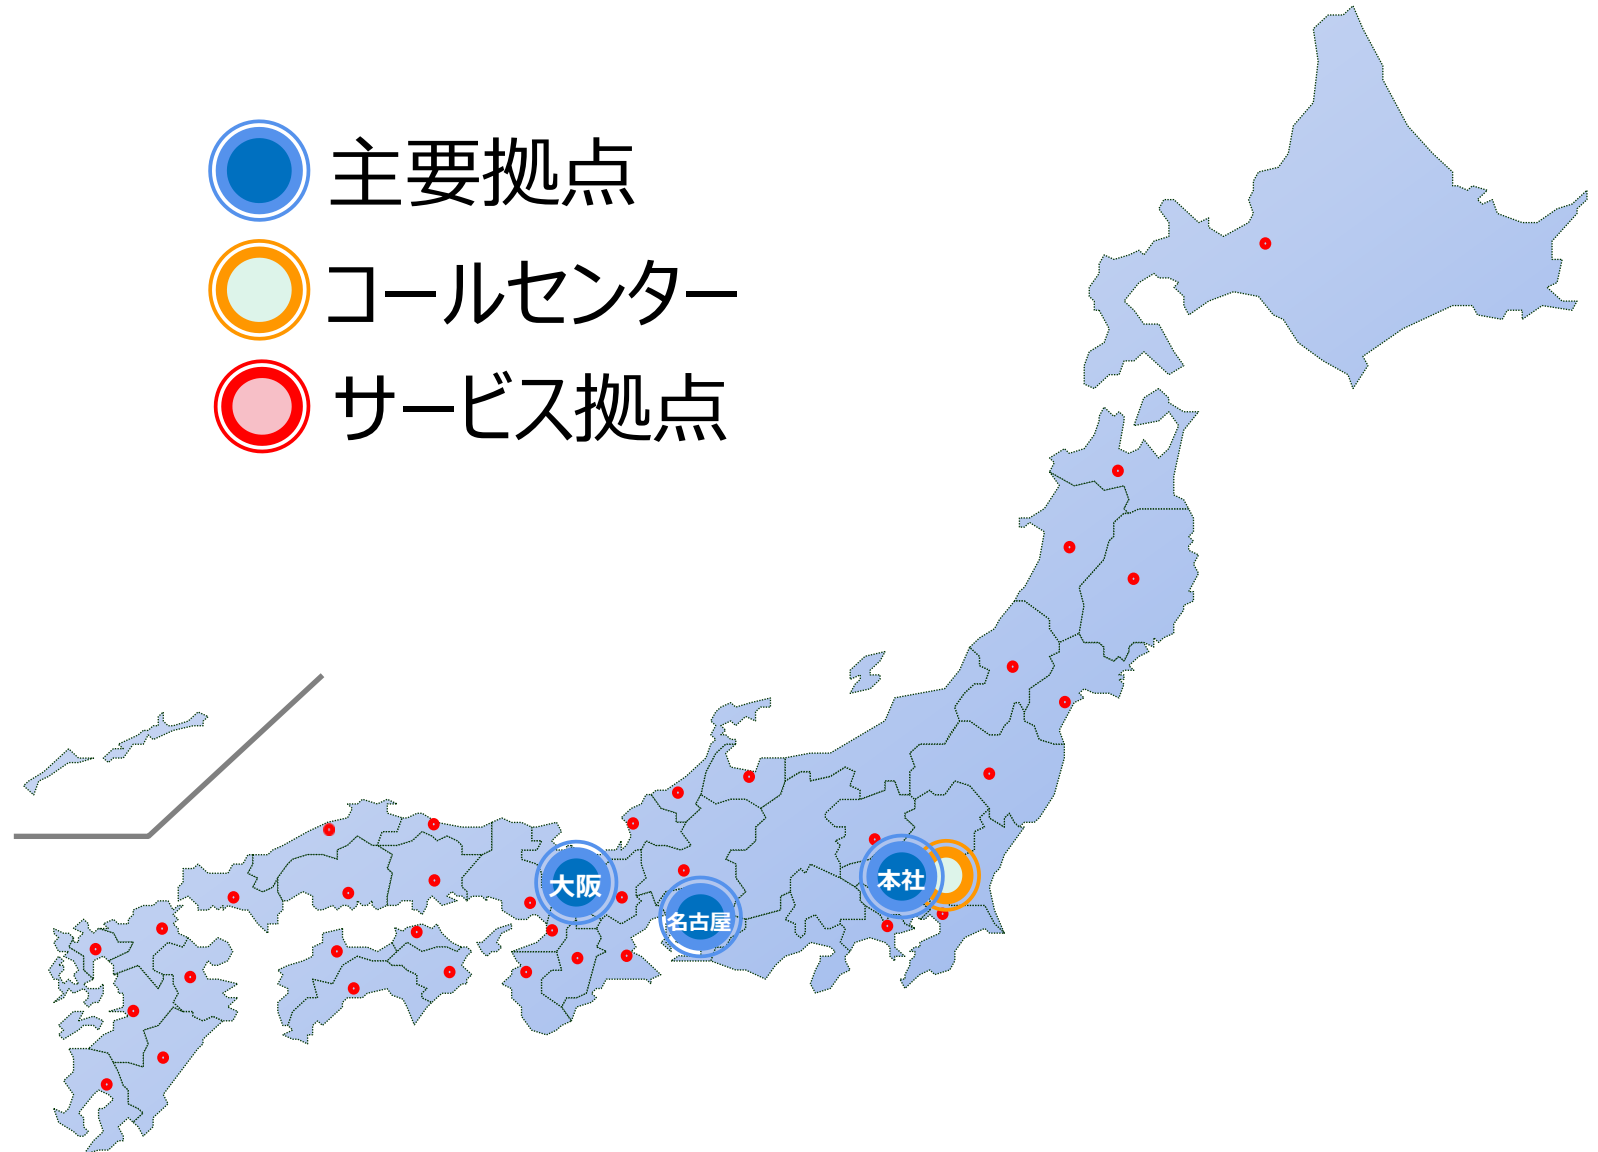 主要拠点
コールセンター
サービス拠点
大阪
本社
名古屋